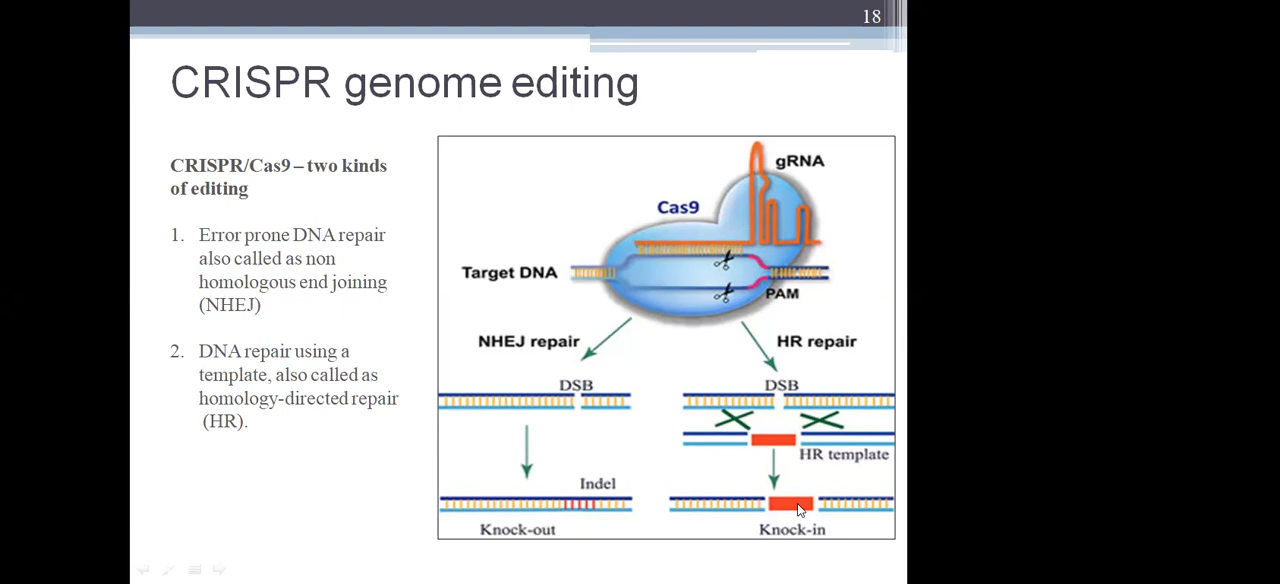 18
CRISPR genome editing
CRISPR/Cas9 – two kinds
of editing
1. Error prone DNA repair
also called as non
homologous end joining
(NHEJ)
2. DNA repair using a
template, also called as
homology-directed repair
(HR).
gRNA
Cas9
Target DNA
PAM
NHEJ repair
HR repair
DSB
DSB
HR template
Indel
Knock-out
Knock-in